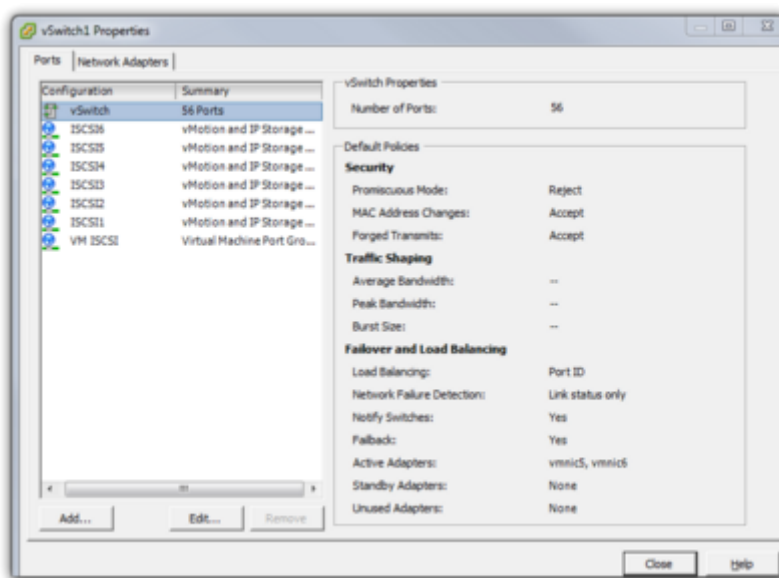 vSwitch1 Properties
Ports Network Adapters
Configuration Summary
vSwitch 56 Ports
ISCSI6 vMotion and IP Storage ...
ISCSI5 vMotion and IP Storage ...
ISCSI4 vMotion and IP Storage ...
ISCSI3 vMotion and IP Storage ...
ISCSI2 vMotion and IP Storage ...
ISCSI1 vMotion and IP Storage ...
VM ISCSI Virtual Machine Port Gro...
Add... Edit... Remove
vSwitch Properties
Number of Ports: 56
Default Policies
Security
Promiscuous Mode: Reject
MAC Address Changes: Accept
Forged Transmits: Accept
Traffic Shaping
Average Bandwidth: --
Peak Bandwidth: --
Burst Size: --
Failover and Load Balancing
Load Balancing: Port ID
Network Failure Detection: Link status only
Notify Switches: Yes
Failback: Yes
Active Adapters: vmnic5, vmnic6
Standby Adapters: None
Unused Adapters: None
Close Help